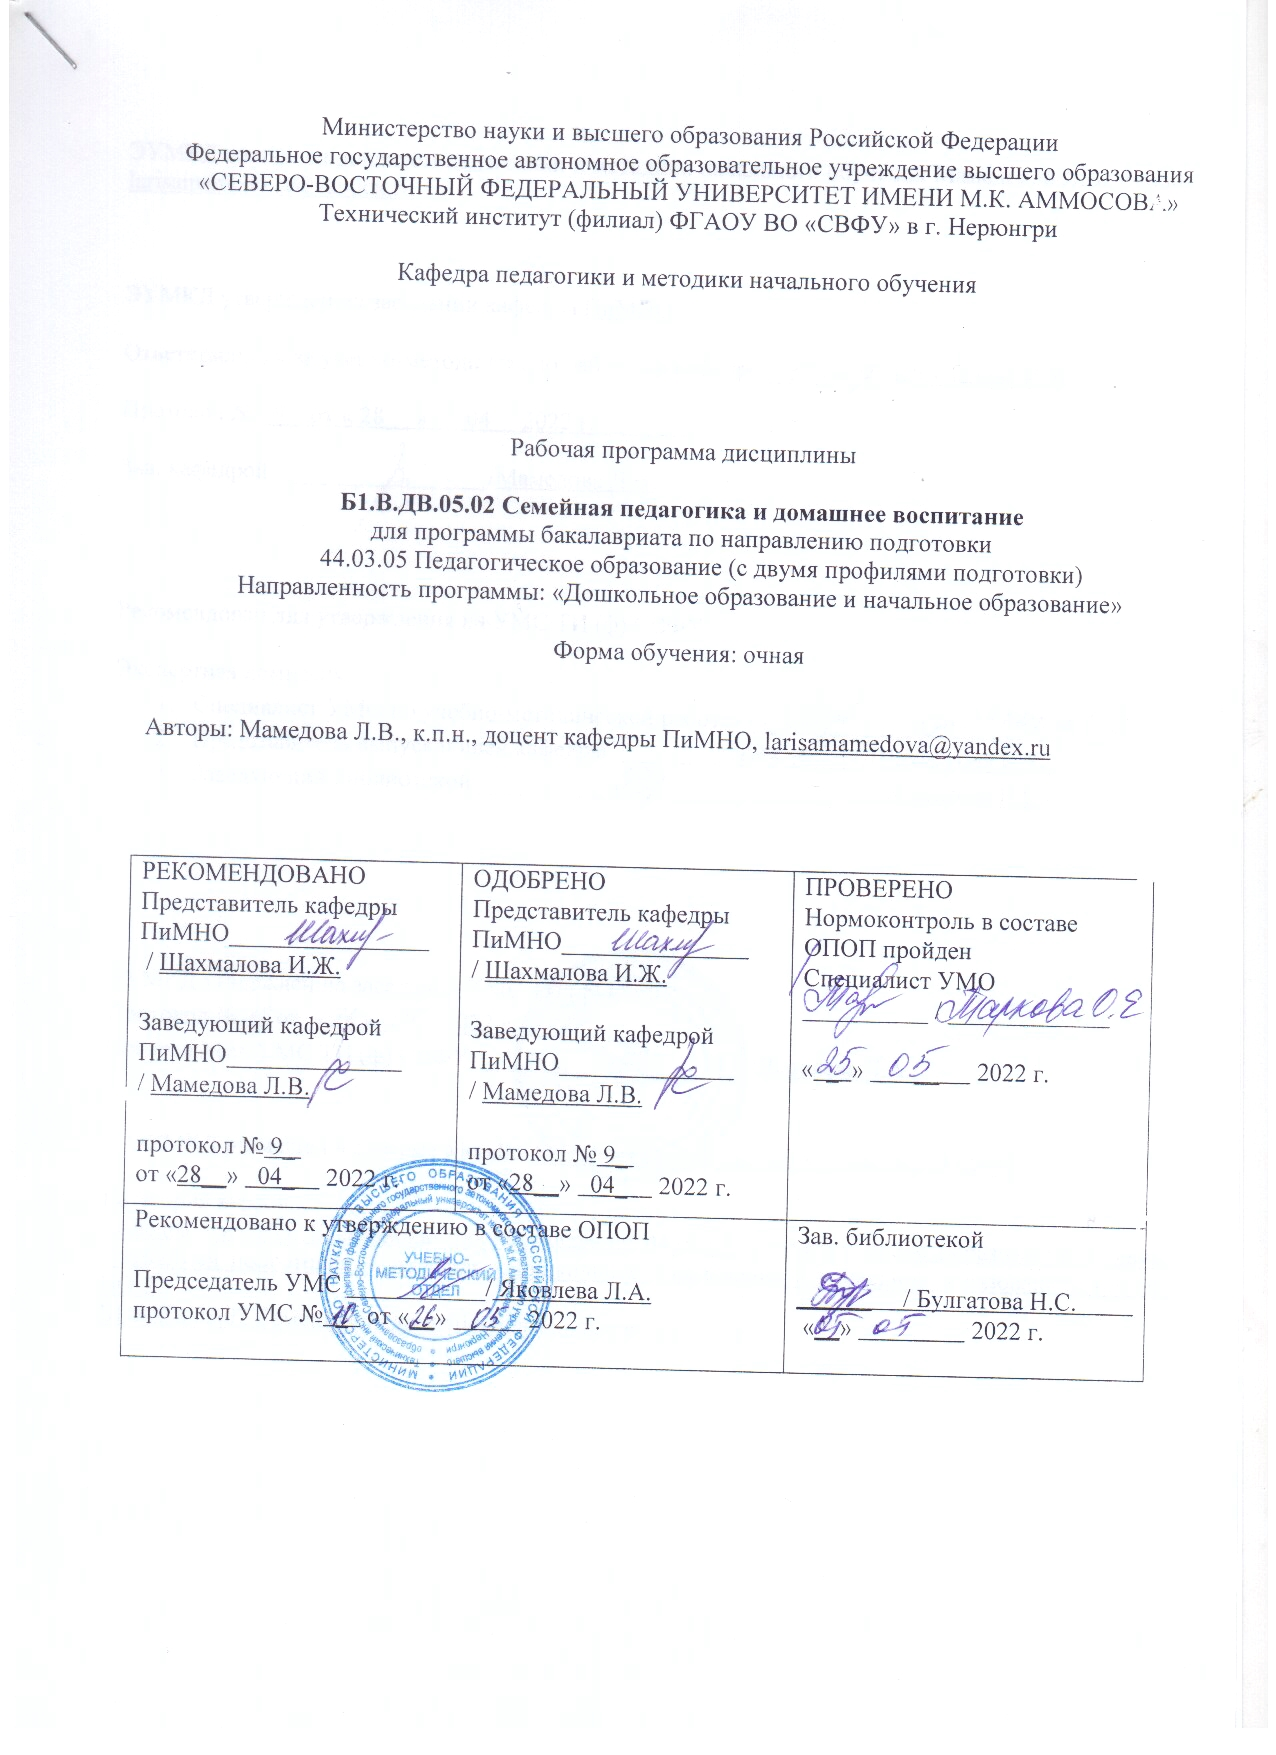 Министерство науки и высшего образования Российской Федерации
Федеральное государственное автономное образовательное учреждение высшего образования
«СЕВЕРО-ВОСТОЧНЫЙ ФЕДЕРАЛЬНЫЙ УНИВЕРСИТЕТ ИМЕНИ М.К. АММОСОВА»
Технический институт (филиал) ФГАОУ ВО «СВФУ» в г. Нерюнгри
Кафедра педагогики и методики начального обучения
Рабочая программа дисциплины
Б1.В.ДВ.05.02 Семейная педагогика и домашнее воспитание
для программы бакалавриата по направлению подготовки
44.03.05 Педагогическое образование (с двумя профилями подготовки)
Направленность программы: «Дошкольное образование и начальное образование»
Форма обучения: очная
Авторы: Мамедова Л.В., к.п.н., доцент кафедры ПиМНО, larisamamedova@yandex.ru
РЕКОМЕНДОВАНО
Представитель кафедры
ПиМНО
/ Шахмалова И.Ж.
Заведующий кафедрой
ПиМНО
/ Мамедова Л.В.
протокол № 9
от «28» 04 2022 г.
ОДОБРЕНО
Представитель кафедры
ПиМНО
/ Шахмалова И.Ж.
Заведующий кафедрой
ПиМНО
/ Мамедова Л.В.
протокол № 9
от «28» 04 2022 г.
ПРОВЕРЕНО
Нормоконтроль в составе
ОПОП пройден
Специалист УМО
Маркова О.Е
«25» 05 2022 г.
Рекомендовано к утверждению в составе ОПОП
Председатель УМС / Яковлева Л.А.
протокол УМС № 10 от «26» 05 2022 г.
УЧЕБНО-
МЕТОДИЧЕСКИЙ
ОТДЕЛ
Зав. библиотекой
/ Булгатова Н.С.
«05» 05 2022 г.